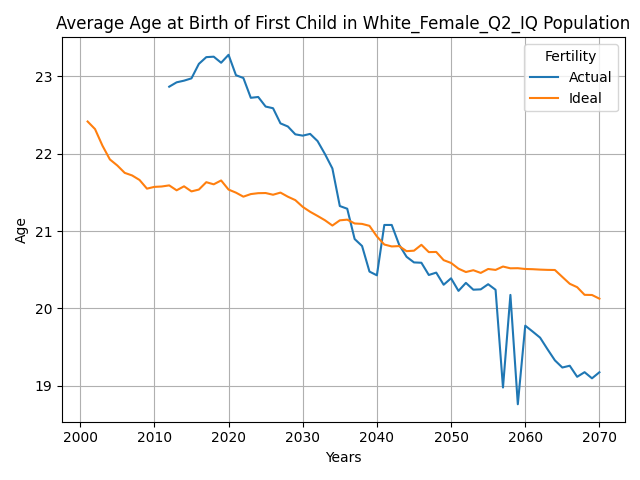 Average Age at Birth of First Child in White_Female_Q2_IQ Population
Fertility
Actual
Ideal
23
22
21
20
19
Age
2000 2010 2020 2030 2040 2050 2060 2070
Years